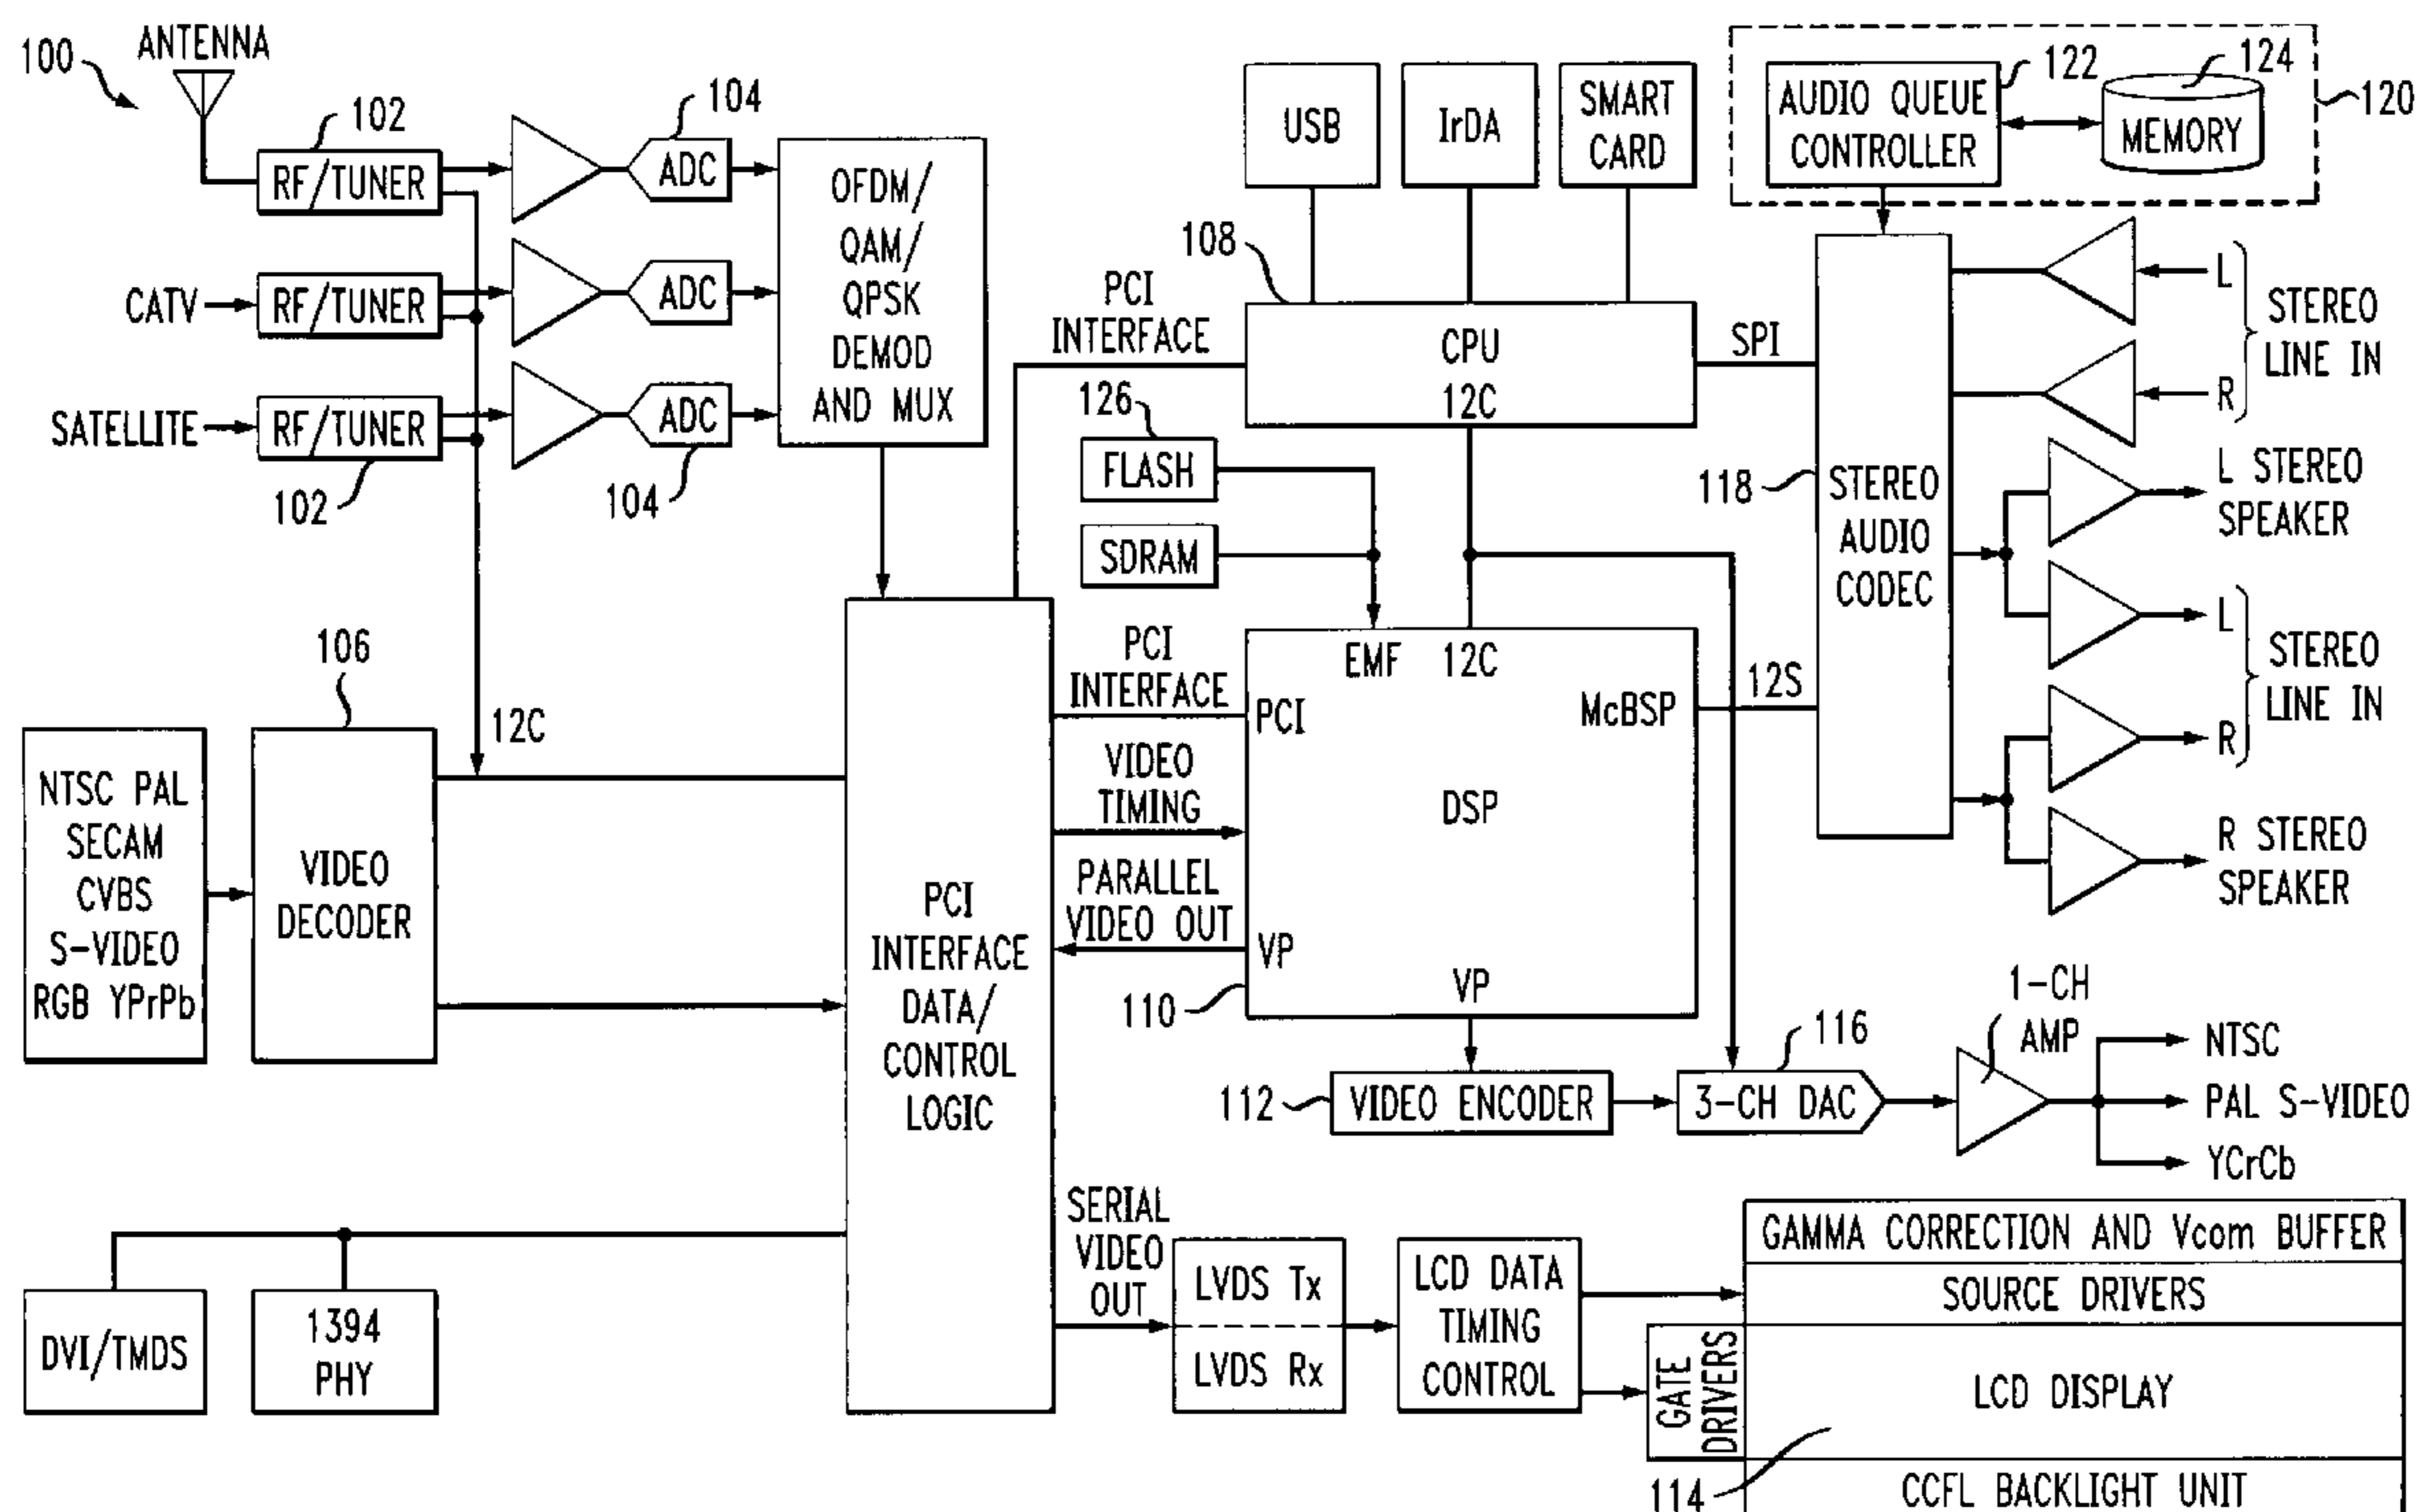 100
ANTENNA
102
RF/TUNER
104
ADC
CATV
RF/TUNER
ADC
SATELLITE
RF/TUNER
102
ADC
104
OFDM/
QAM/
QPSK
DEMOD
AND MUX
USB
IrDA
SMART
CARD
AUDIO QUEUE
CONTROLLER
122
124
MEMORY
120
108
PCI
INTERFACE
CPU
12C
SPI
126
FLASH
SDRAM
118
STEREO
AUDIO
CODEC
L
R
STEREO
LINE IN
L STEREO
SPEAKER
L
R
STEREO
LINE IN
R STEREO
SPEAKER
106
12C
NTSC PAL
SECAM
CVBS
S-VIDEO
RGB YPrPb
VIDEO
DECODER
PCI
INTERFACE
DATA/
CONTROL
LOGIC
PCI
INTERFACE
VIDEO
TIMING
PARALLEL
VIDEO OUT
EMF
12C
PCI
McBSP
12S
DSP
VP
VP
110
112
VIDEO ENCODER
3-CH DAC
116
1-CH
AMP
NTSC
PAL S-VIDEO
YCrCb
DVI/TMDS
1394
PHY
SERIAL
VIDEO
OUT
LVDS Tx
LVDS Rx
LCD DATA
TIMING
CONTROL
GAMMA CORRECTION AND Vcom BUFFER
SOURCE DRIVERS
GATE
DRIVERS
LCD DISPLAY
114
CCFL BACKLIGHT UNIT